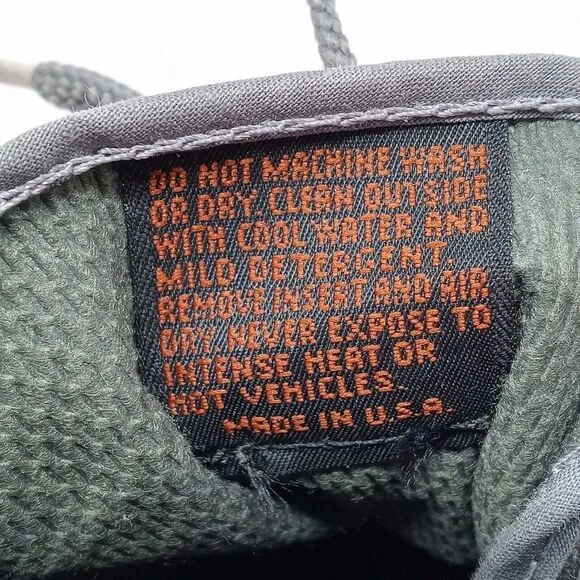 DO NOT MACHINE WASH
OR DRY CLEAN OUTSIDE
WITH COOL WATER AND
MILD DETERGENT
REMOVE INSERT AND AIR
DRY. NEVER EXPOSE TO
INTENSE HEAT OR
HOT VEHICLES.
MADE IN U.S.A.